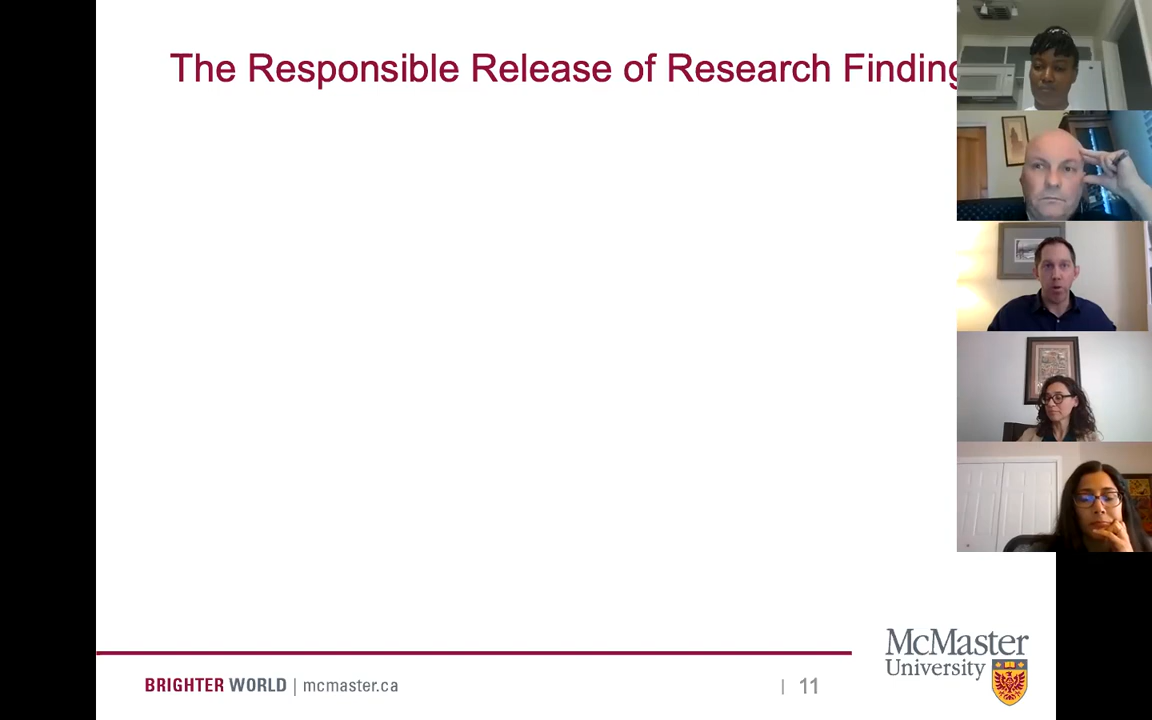 The Responsible Release of Research Finding
BRIGHTER WORLD | mcmaster.ca
| 11
McMaster
University